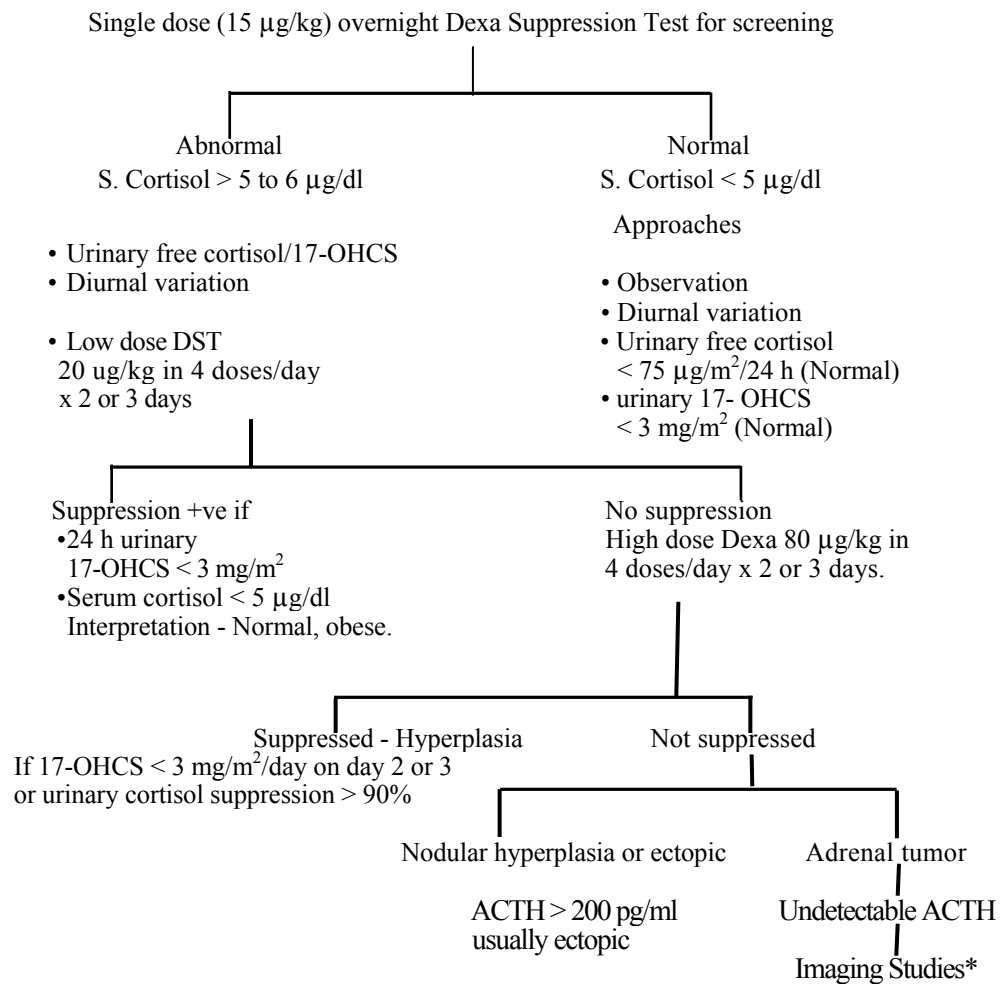 Single dose (15 μg/kg) overnight Dexa Suppression Test for screening
Abnormal
S. Cortisol > 5 to 6 μg/dl
• Urinary free cortisol/17-OHCS
• Diurnal variation
• Low dose DST
20 ug/kg in 4 doses/day
x 2 or 3 days
Normal
S. Cortisol < 5 μg/dl
Approaches
• Observation
• Diurnal variation
• Urinary free cortisol
< 75 μg/m²/24 h (Normal)
• urinary 17- OHCS
< 3 mg/m² (Normal)
Suppression +ve if
•24 h urinary
17-OHCS < 3 mg/m²
•Serum cortisol < 5 μg/dl
Interpretation - Normal, obese.
No suppression
High dose Dexa 80 μg/kg in
4 doses/day x 2 or 3 days.
Suppressed - Hyperplasia
If 17-OHCS < 3 mg/m²/day on day 2 or 3
or urinary cortisol suppression > 90%
Not suppressed
Nodular hyperplasia or ectopic
ACTH > 200 pg/ml
usually ectopic
Adrenal tumor
Undetectable ACTH
Imaging Studies*